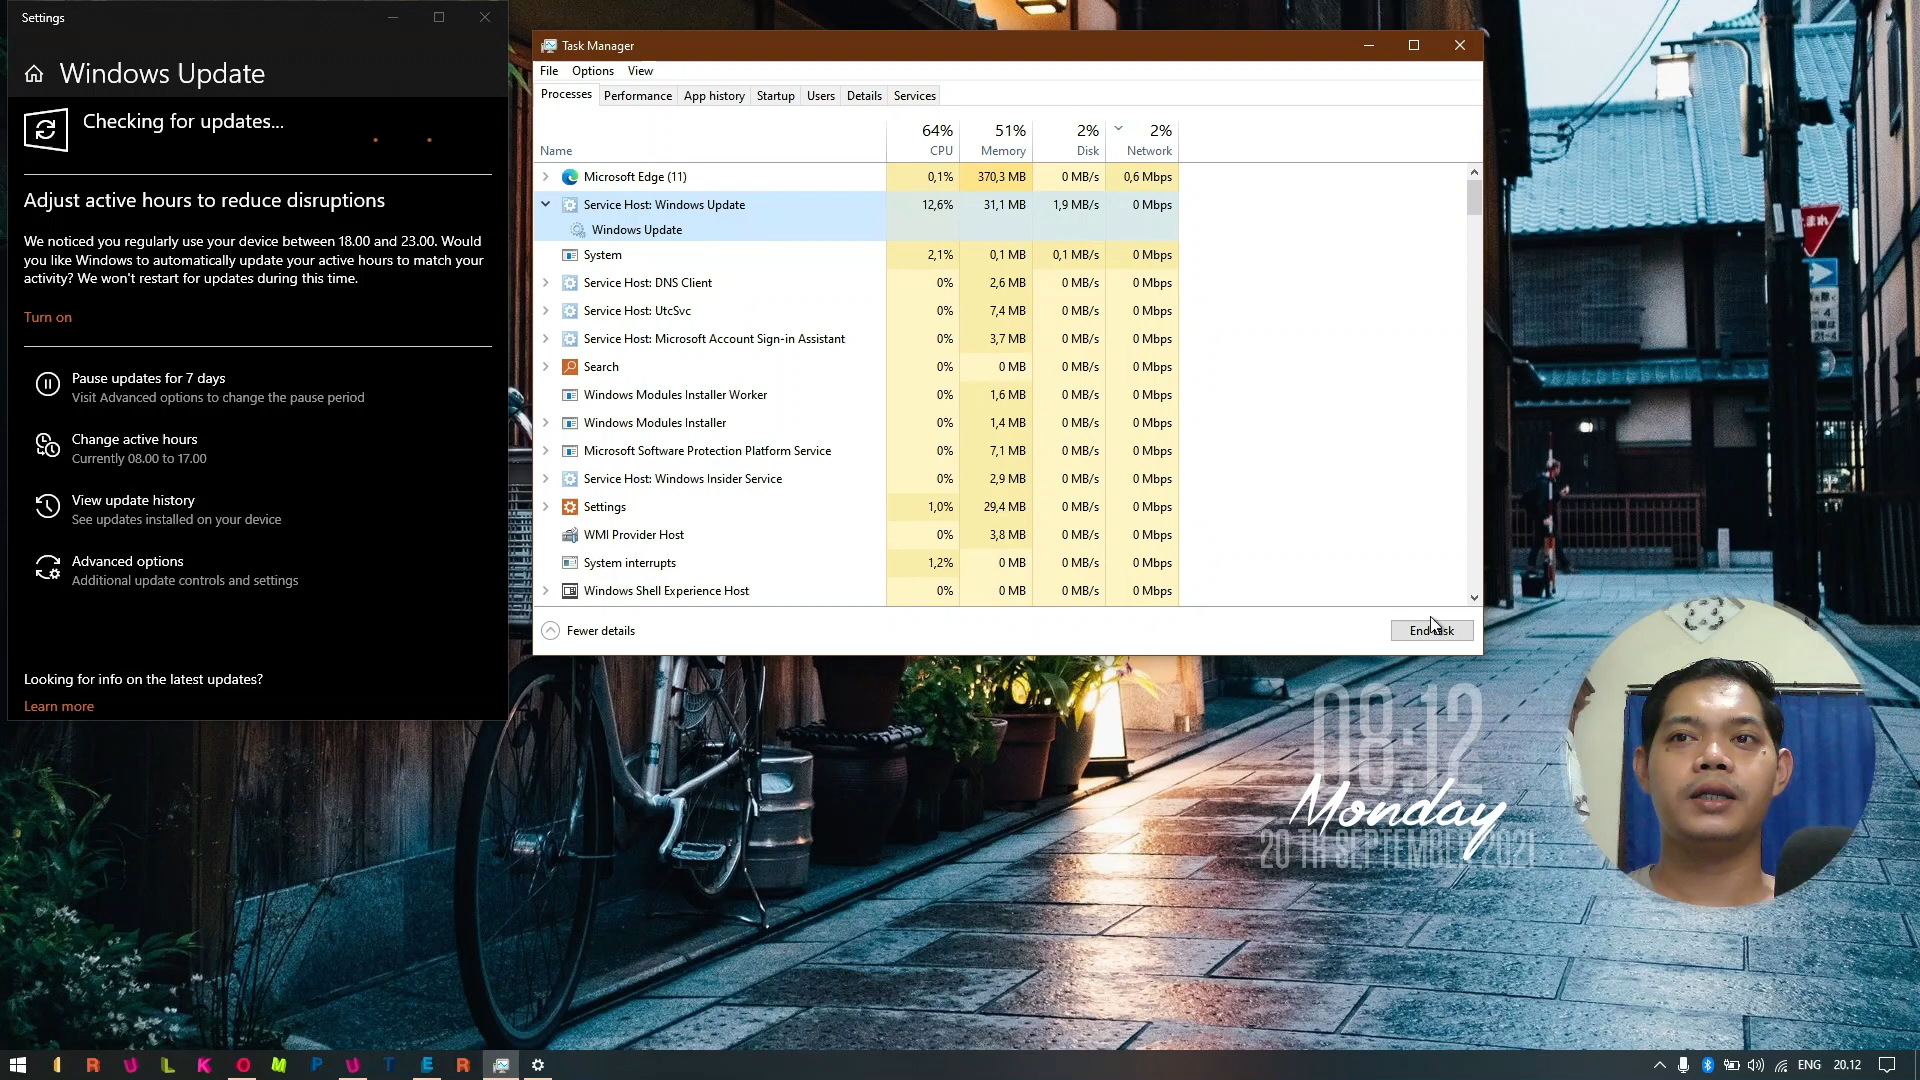 Settings
Windows Update
Checking for updates...
Adjust active hours to reduce disruptions
We noticed you regularly use your device between 18.00 and 23.00. Would
you like Windows to automatically update your active hours to match your
activity? We won't restart for updates during this time.
Turn on
Pause updates for 7 days
Visit Advanced options to change the pause period
Change active hours
Currently 08.00 to 17.00
View update history
See updates installed on your device
Advanced options
Additional update controls and settings
Looking for info on the latest updates?
Learn more
Task Manager
File Options View
Processes Performance App history Startup Users Details Services
64% 51% 2% 2%
Name CPU Memory Disk Network
Microsoft Edge (11) 0,1% 370,3 MB 0 MB/s 0,6 Mbps
Service Host: Windows Update 12,6% 31,1 MB 1,9 MB/s 0 Mbps
Windows Update
System 2,1% 0,1 MB 0,1 MB/s 0 Mbps
Service Host: DNS Client 0% 2,6 MB 0 MB/s 0 Mbps
Service Host: UtcSvc 0% 7,4 MB 0 MB/s 0 Mbps
Service Host: Microsoft Account Sign-in Assistant 0% 3,7 MB 0 MB/s 0 Mbps
Search 0% 0 MB 0 MB/s 0 Mbps
Windows Modules Installer Worker 0% 1,6 MB 0 MB/s 0 Mbps
Windows Modules Installer 0% 1,4 MB 0 MB/s 0 Mbps
Microsoft Software Protection Platform Service 0% 7,1 MB 0 MB/s 0 Mbps
Service Host: Windows Insider Service 0% 2,9 MB 0 MB/s 0 Mbps
Settings 1,0% 29,4 MB 0 MB/s 0 Mbps
WMI Provider Host 0% 3,8 MB 0 MB/s 0 Mbps
System interrupts 1,2% 0 MB 0 MB/s 0 Mbps
Windows Shell Experience Host 0% 0 MB 0 MB/s 0 Mbps
Fewer details
End task
08:12
Monday
20 TH SEPTEMBER 2021
I R U L K O M P U T E R
ENG 20.12